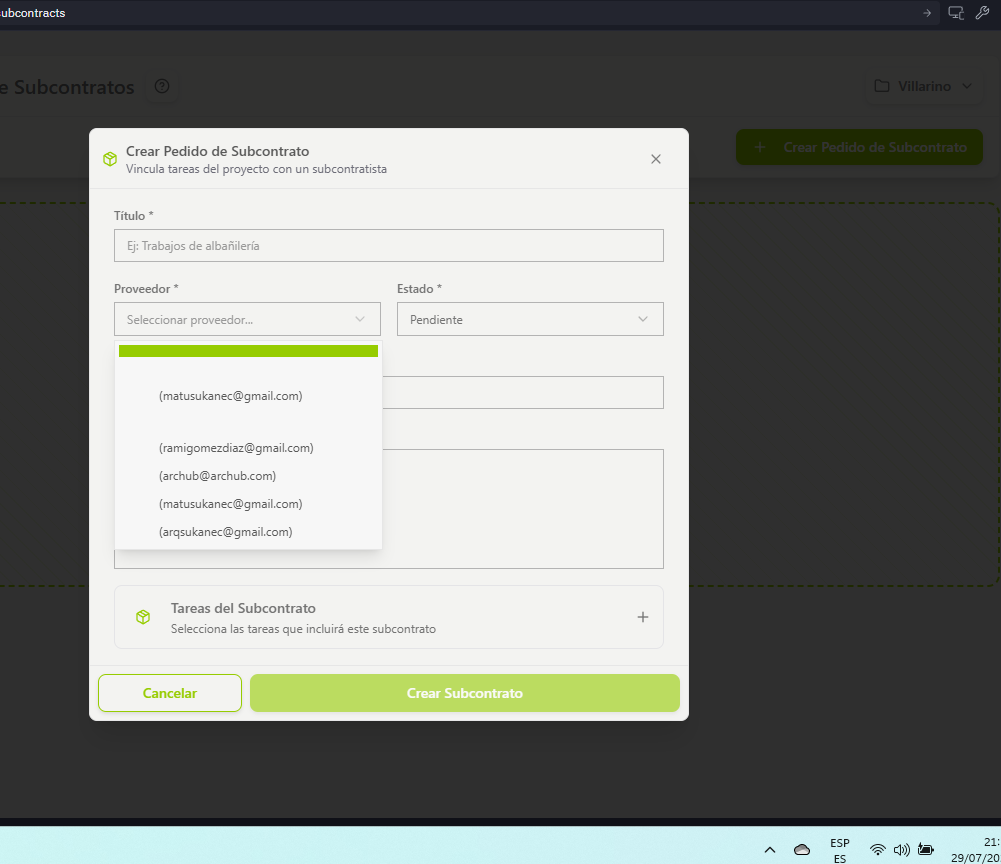 ubcontracts
e Subcontratos
Villarino
Crear Pedido de Subcontrato
Crear Pedido de Subcontrato
Vincula tareas del proyecto con un subcontratista
Título *
Ej: Trabajos de albañilería
Proveedor *
Estado *
Seleccionar proveedor...
Pendiente
(matusukanec@gmail.com)
(ramigomezdiaz@gmail.com)
(archub@archub.com)
(matusukanec@gmail.com)
(arqsukanec@gmail.com)
Tareas del Subcontrato
Selecciona las tareas que incluirá este subcontrato
Cancelar
Crear Subcontrato
ESP
ES
21:
29/07/20